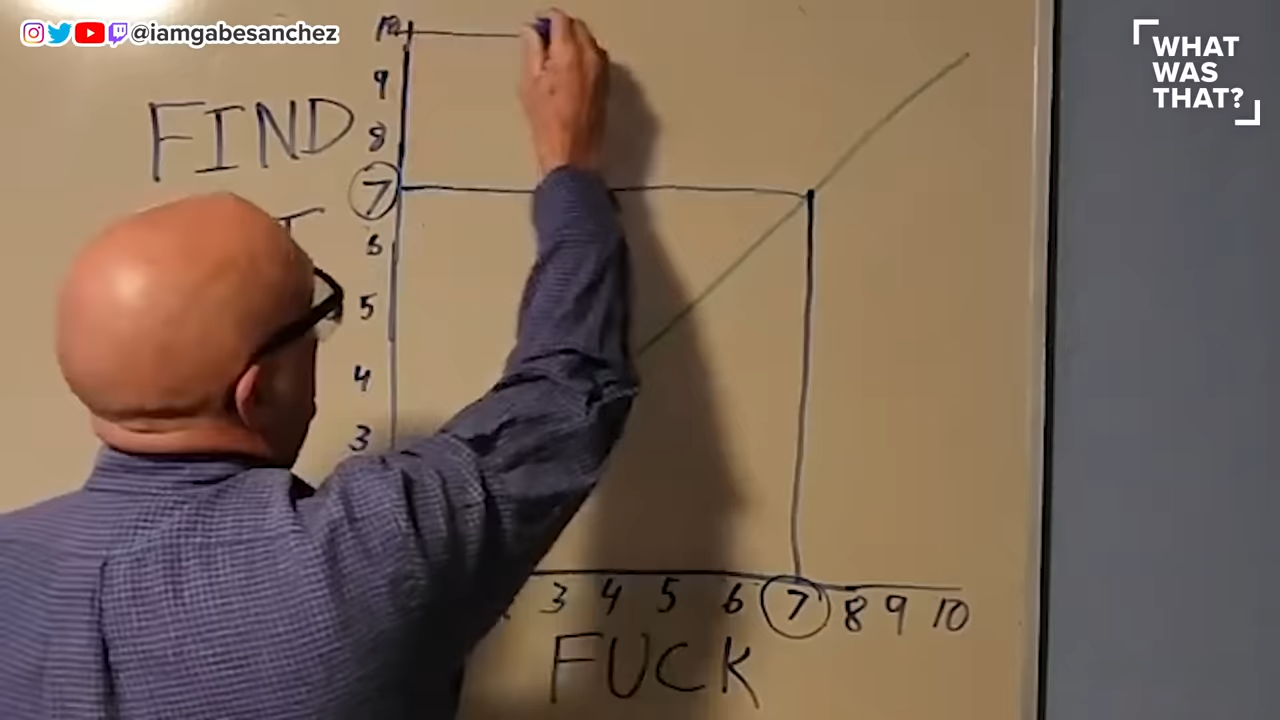 @iamgabesanchez
WHAT
WAS
THAT?
10
9
8
FIND
7
6
5
4
3
3 4 5 6 7 8 9 10
FUCK